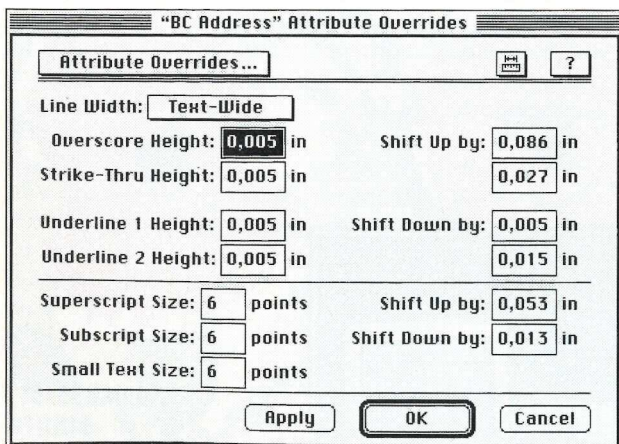 “BC Address” Attribute Overrides
Attribute Overrides... ?
Line Width: Text-Wide
Overscore Height: 0,005 in Shift Up by: 0,086 in
Strike-Thru Height: 0,005 in 0,027 in
Underline 1 Height: 0,005 in Shift Down by: 0,005 in
Underline 2 Height: 0,005 in 0,015 in
Superscript Size: 6 points Shift Up by: 0,053 in
Subscript Size: 6 points Shift Down by: 0,013 in
Small Text Size: 6 points
Apply OK Cancel